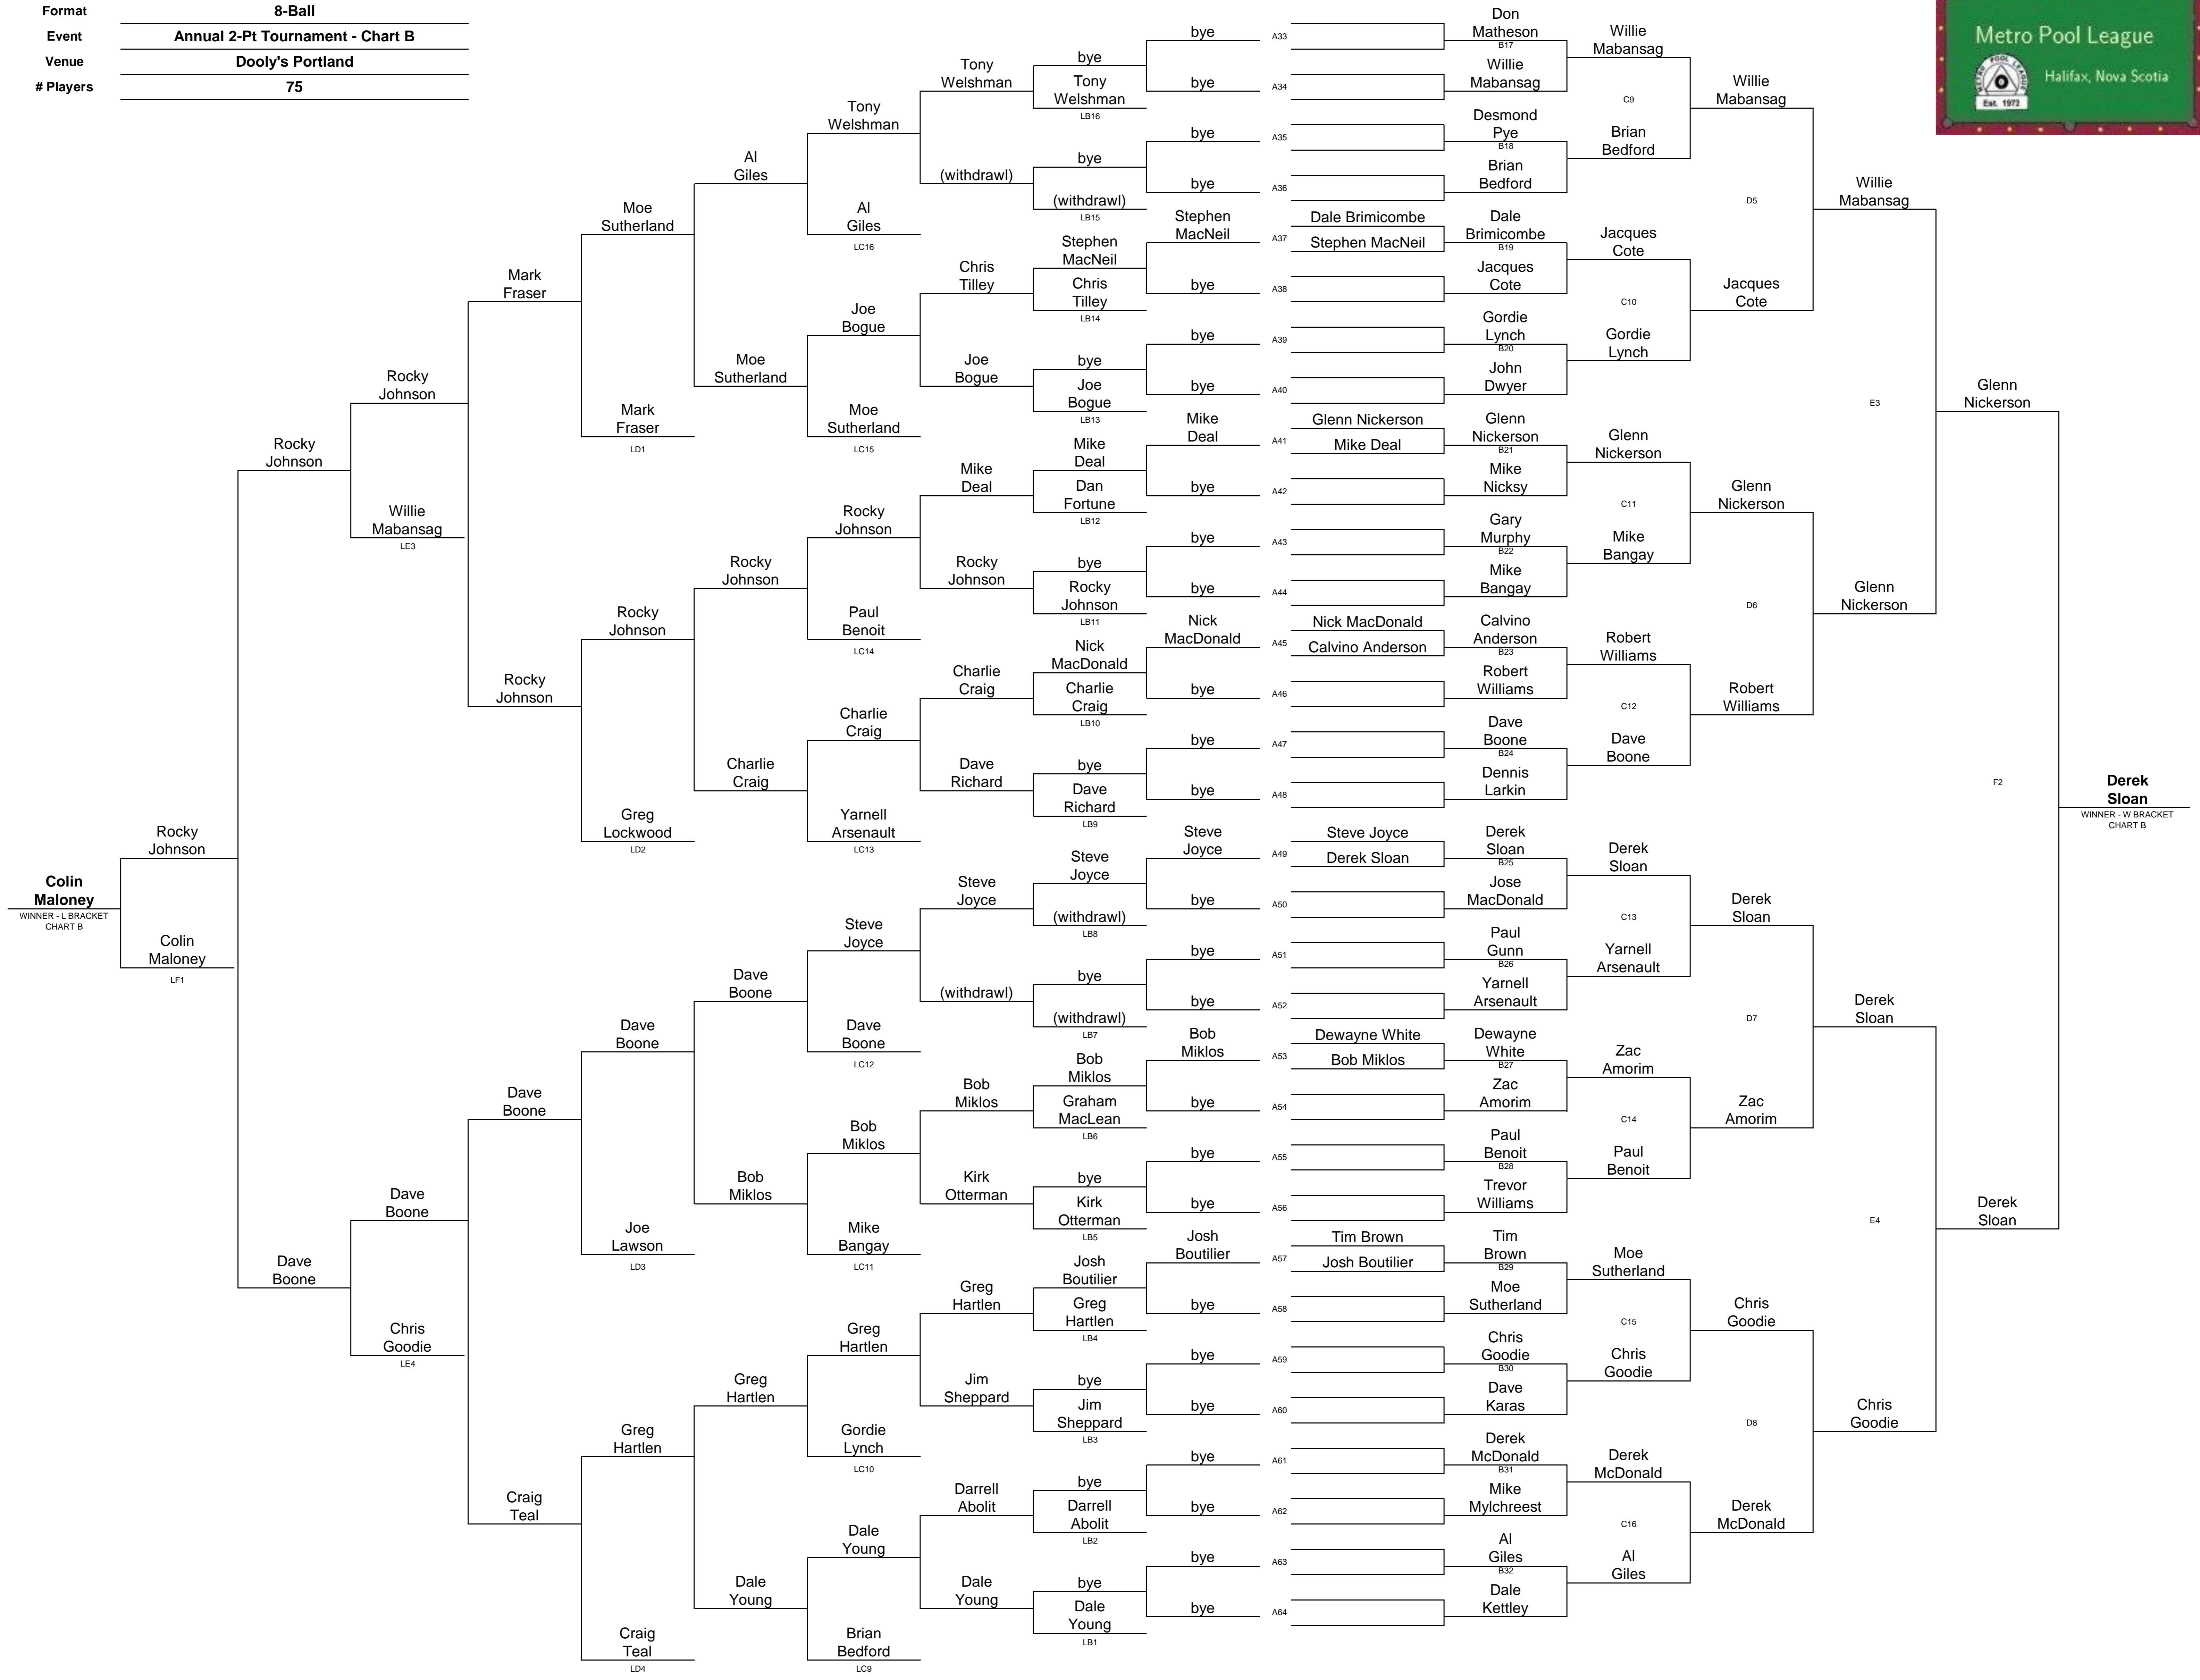 Format 8-Ball
Event Annual 2-Pt Tournament - Chart B
Venue Dooly's Portland
# Players 75
Metro Pool League
Halifax, Nova Scotia
METRO POOL LEAGUE
Est. 1972
Colin
Maloney
WINNER - L BRACKET
CHART B
Rocky
Johnson
Colin
Maloney
LF1
Rocky
Johnson
Dave
Boone
Rocky
Johnson
Willie
Mabansag
LE3
Dave
Boone
Chris
Goodie
LE4
Mark
Fraser
Rocky
Johnson
Dave
Boone
Craig
Teal
Moe
Sutherland
Mark
Fraser
LD1
Rocky
Johnson
Greg
Lockwood
LD2
Dave
Boone
Joe
Lawson
LD3
Greg
Hartlen
Craig
Teal
LD4
Al
Giles
Moe
Sutherland
Rocky
Johnson
Charlie
Craig
Dave
Boone
Bob
Miklos
Greg
Hartlen
Dale
Young
Tony
Welshman
Al
Giles
LC16
Joe
Bogue
Moe
Sutherland
LC15
Rocky
Johnson
Paul
Benoit
LC14
Charlie
Craig
Yarnell
Arsenault
LC13
Steve
Joyce
Dave
Boone
LC12
Bob
Miklos
Mike
Bangay
LC11
Greg
Hartlen
Gordie
Lynch
LC10
Dale
Young
Brian
Bedford
LC9
Tony
Welshman
(withdrawl)
Chris
Tilley
Joe
Bogue
Mike
Deal
Rocky
Johnson
Charlie
Craig
Dave
Richard
Steve
Joyce
(withdrawl)
Bob
Miklos
Kirk
Otterman
Greg
Hartlen
Jim
Sheppard
Darrell
Abolit
Dale
Young
bye
Tony
Welshman
LB16
bye
(withdrawl)
LB15
Stephen
MacNeil
Chris
Tilley
LB14
bye
Joe
Bogue
LB13
Mike
Deal
Dan
Fortune
LB12
bye
Rocky
Johnson
LB11
Nick
MacDonald
Charlie
Craig
LB10
bye
Dave
Richard
LB9
Steve
Joyce
(withdrawl)
LB8
bye
(withdrawl)
LB7
Bob
Miklos
Graham
MacLean
LB6
bye
Kirk
Otterman
LB5
Josh
Boutilier
Greg
Hartlen
LB4
bye
Jim
Sheppard
LB3
bye
Darrell
Abolit
LB2
bye
Dale
Young
LB1
bye
bye
bye
bye
Stephen
MacNeil
bye
bye
bye
Mike
Deal
bye
bye
bye
Nick
MacDonald
bye
bye
bye
Steve
Joyce
bye
bye
bye
Bob
Miklos
bye
bye
bye
Josh
Boutilier
bye
bye
bye
bye
bye
bye
bye
A33
A34
A35
A36
A37
A38
A39
A40
A41
A42
A43
A44
A45
A46
A47
A48
A49
A50
A51
A52
A53
A54
A55
A56
A57
A58
A59
A60
A61
A62
A63
A64
Dale Brimicombe
Stephen MacNeil
Glenn Nickerson
Mike Deal
Nick MacDonald
Calvino Anderson
Steve Joyce
Derek Sloan
Dewayne White
Bob Miklos
Tim Brown
Josh Boutilier
Don
Matheson
B17
Willie
Mabansag
Desmond
Pye
B18
Brian
Bedford
Dale
Brimicombe
B19
Jacques
Cote
Gordie
Lynch
B20
John
Dwyer
Glenn
Nickerson
B21
Mike
Nicksy
Gary
Murphy
B22
Mike
Bangay
Calvino
Anderson
B23
Robert
Williams
Dave
Boone
B24
Dennis
Larkin
Derek
Sloan
B25
Jose
MacDonald
Paul
Gunn
B26
Yarnell
Arsenault
Dewayne
White
B27
Zac
Amorim
Paul
Benoit
B28
Trevor
Williams
Tim
Brown
B29
Moe
Sutherland
Chris
Goodie
B30
Dave
Karas
Derek
McDonald
B31
Mike
Mylchreest
Al
Giles
B32
Dale
Kettley
Willie
Mabansag
C9
Brian
Bedford
Jacques
Cote
C10
Gordie
Lynch
Glenn
Nickerson
C11
Mike
Bangay
Robert
Williams
C12
Dave
Boone
Derek
Sloan
C13
Yarnell
Arsenault
Zac
Amorim
C14
Paul
Benoit
Moe
Sutherland
C15
Chris
Goodie
Derek
McDonald
C16
Al
Giles
Willie
Mabansag
D5
Jacques
Cote
Glenn
Nickerson
D6
Robert
Williams
Derek
Sloan
D7
Zac
Amorim
Chris
Goodie
D8
Derek
McDonald
Willie
Mabansag
E3
Glenn
Nickerson
Derek
Sloan
E4
Chris
Goodie
Glenn
Nickerson
F2
Derek
Sloan
Derek
Sloan
WINNER - W BRACKET
CHART B